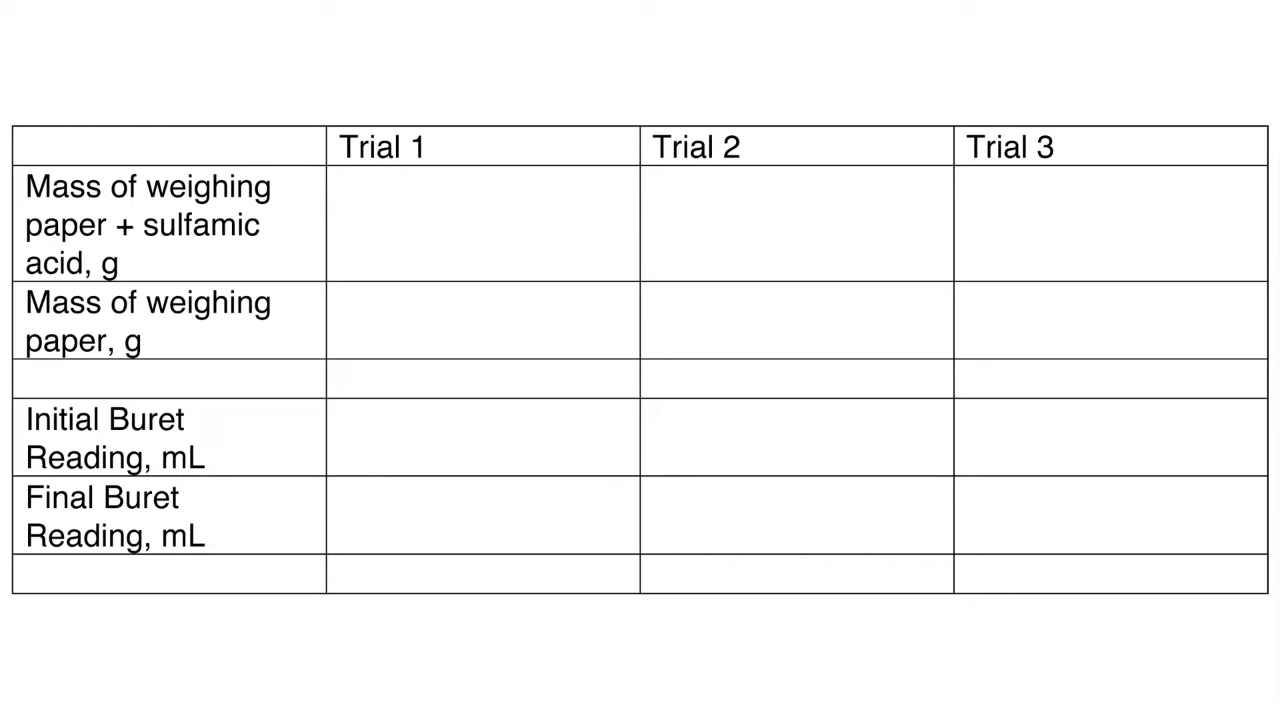 Trial 1
Trial 2
Trial 3
Mass of weighing
paper + sulfamic
acid, g
Mass of weighing
paper, g
Initial Buret
Reading, mL
Final Buret
Reading, mL